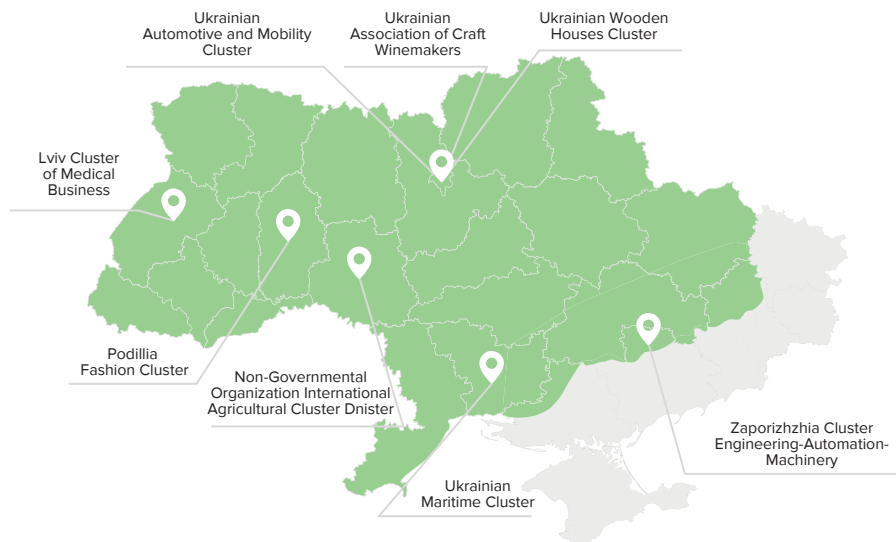 Ukrainian
Automotive and Mobility
Cluster
Ukrainian
Association of Craft
Winemakers
Ukrainian Wooden
Houses Cluster
Lviv Cluster
of Medical
Business
Podillia
Fashion Cluster
Non-Governmental
Organization International
Agricultural Cluster Dnister
Ukrainian
Maritime Cluster
Zaporizhzhia Cluster
Engineering-Automation-
Machinery